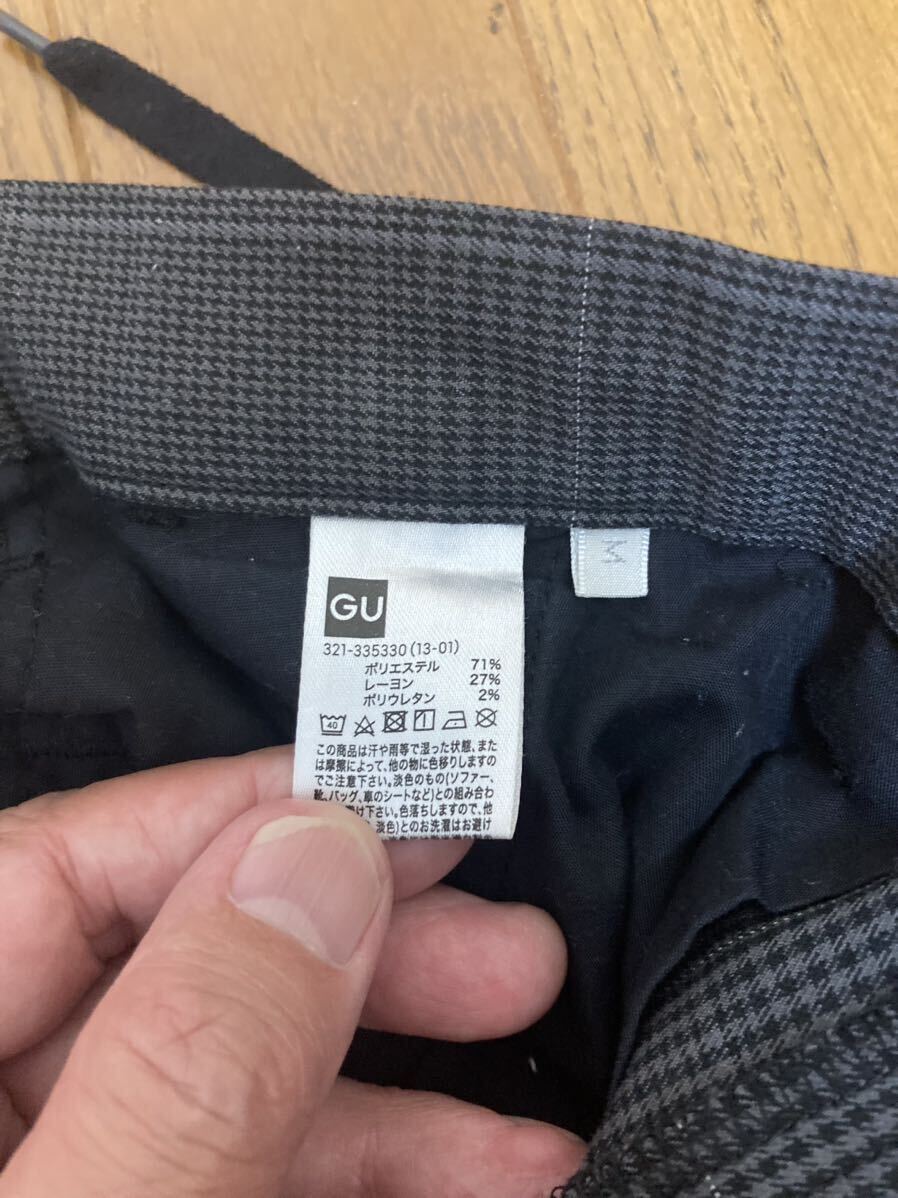 GU
321-335330(13-01)
ポリエステル 71%
レーヨン 27%
ポリウレタン 2%
40
この商品は汗や雨等で湿った状態、また
は摩擦によって、他の物に色移りします
のでご注意下さい。淡色のもの(ソファー、
靴、バッグ、車のシートなど)との組み合わ
け下さい。色落ちしますので、他
淡色)とのお洗濯はお避け
M